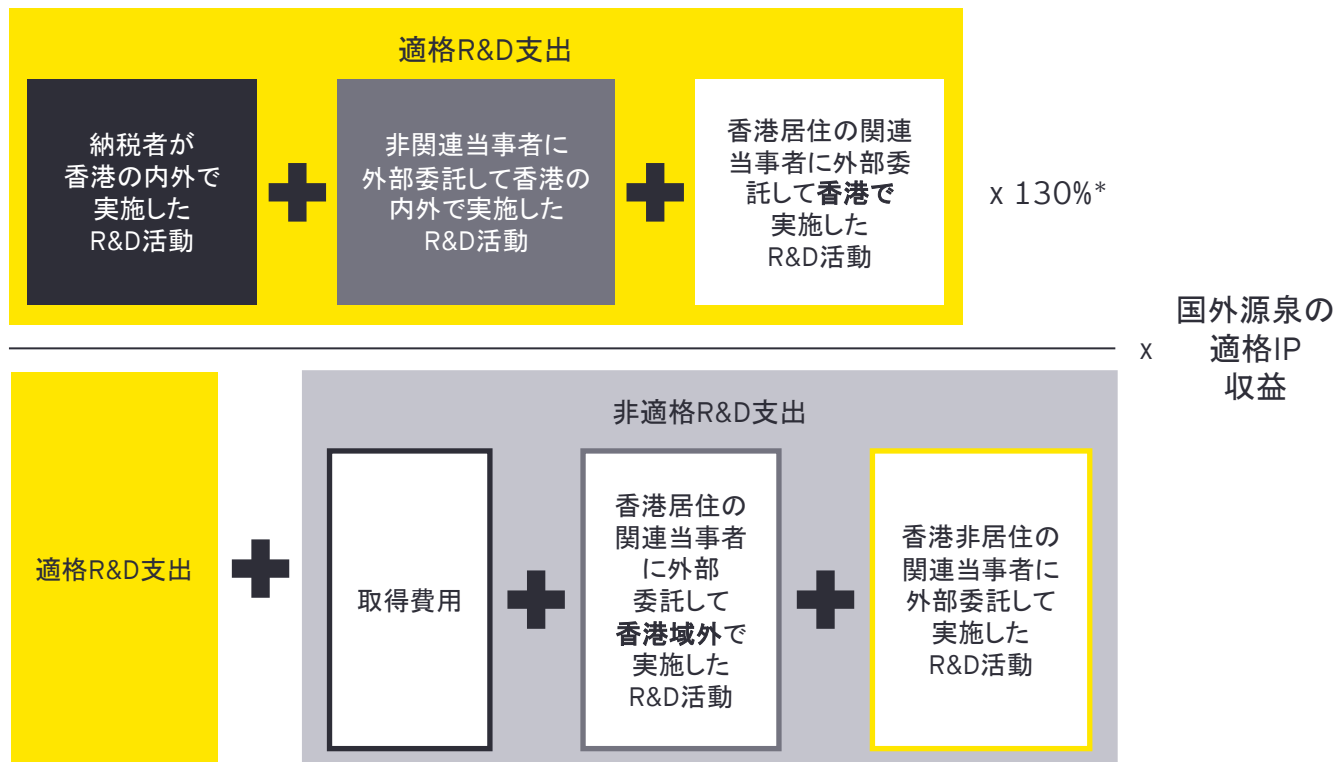 適格R&D支出
納税者が
香港の内外で
実施した
R&D活動
非関連当事者に
外部委託して香港の
内外で実施した
R&D活動
香港居住の関連
当事者に外部委
託して香港で
実施した
R&D活動
x 130%*
x
国外源泉の
適格IP
収益
適格R&D支出
非適格R&D支出
取得費用
香港居住の
関連当事者
に外部
委託して
香港域外で
実施した
R&D活動
香港非居住の
関連当事者に
外部委託して
実施した
R&D活動